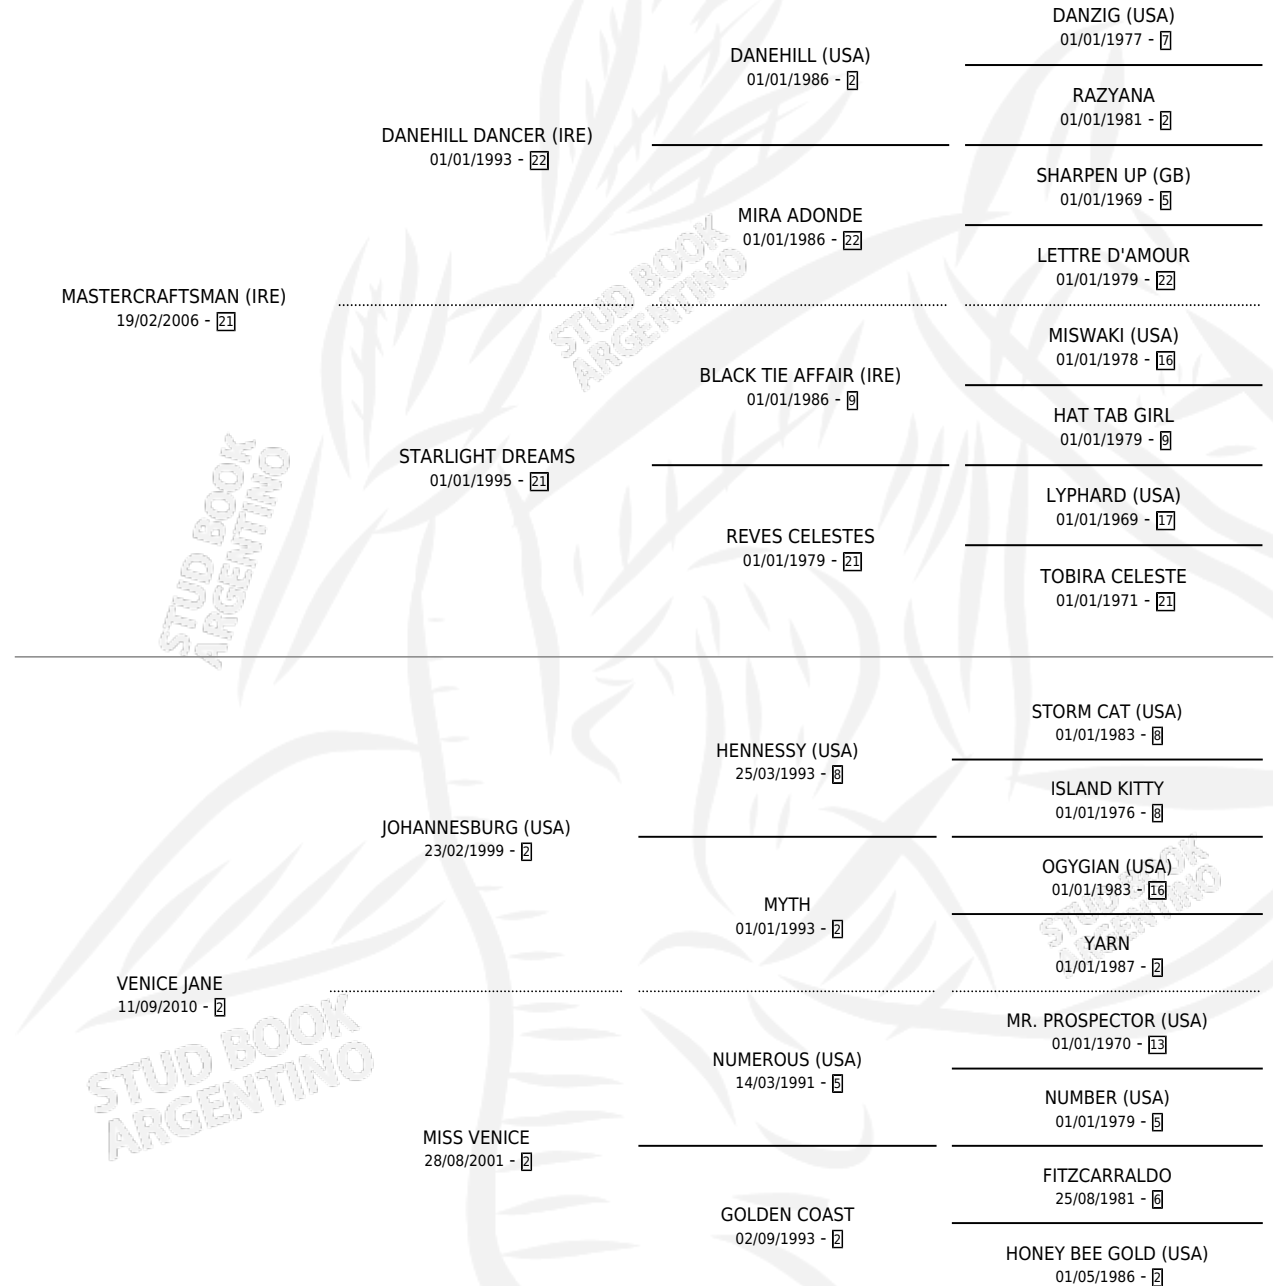 DANZIG (USA)
01/01/1977 - 7
DANEHILL (USA)
01/01/1986 - 2
RAZYANA
01/01/1981 - 2
DANEHILL DANCER (IRE)
01/01/1993 - 22
SHARPEN UP (GB)
01/01/1969 - 5
MIRA ADONDE
01/01/1986 - 22
LETTRE D'AMOUR
01/01/1979 - 22
MASTERCRAFTSMAN (IRE)
19/02/2006 - 21
STUD BOOK
ARGENTINO
MISWAKI (USA)
01/01/1978 - 16
BLACK TIE AFFAIR (IRE)
01/01/1986 - 9
HAT TAB GIRL
01/01/1979 - 9
STARLIGHT DREAMS
01/01/1995 - 21
LYPHARD (USA)
01/01/1969 - 17
REVES CELESTES
01/01/1979 - 21
TOBIRA CELESTE
01/01/1971 - 21
STUD BOOK
ARGENTINO
STORM CAT (USA)
01/01/1983 - 8
HENNESSY (USA)
25/03/1993 - 8
ISLAND KITTY
01/01/1976 - 8
JOHANNESBURG (USA)
23/02/1999 - 2
OGYGIAN (USA)
01/01/1983 - 16
MYTH
01/01/1993 - 2
YARN
01/01/1987 - 2
STUD BOOK
ARGENTINO
VENICE JANE
11/09/2010 - 2
MR. PROSPECTOR (USA)
01/01/1970 - 13
NUMEROUS (USA)
14/03/1991 - 5
NUMBER (USA)
01/01/1979 - 5
STUD BOOK
ARGENTINO
MISS VENICE
28/08/2001 - 2
FITZCARRALDO
25/08/1981 - 6
GOLDEN COAST
02/09/1993 - 2
HONEY BEE GOLD (USA)
01/05/1986 - 2